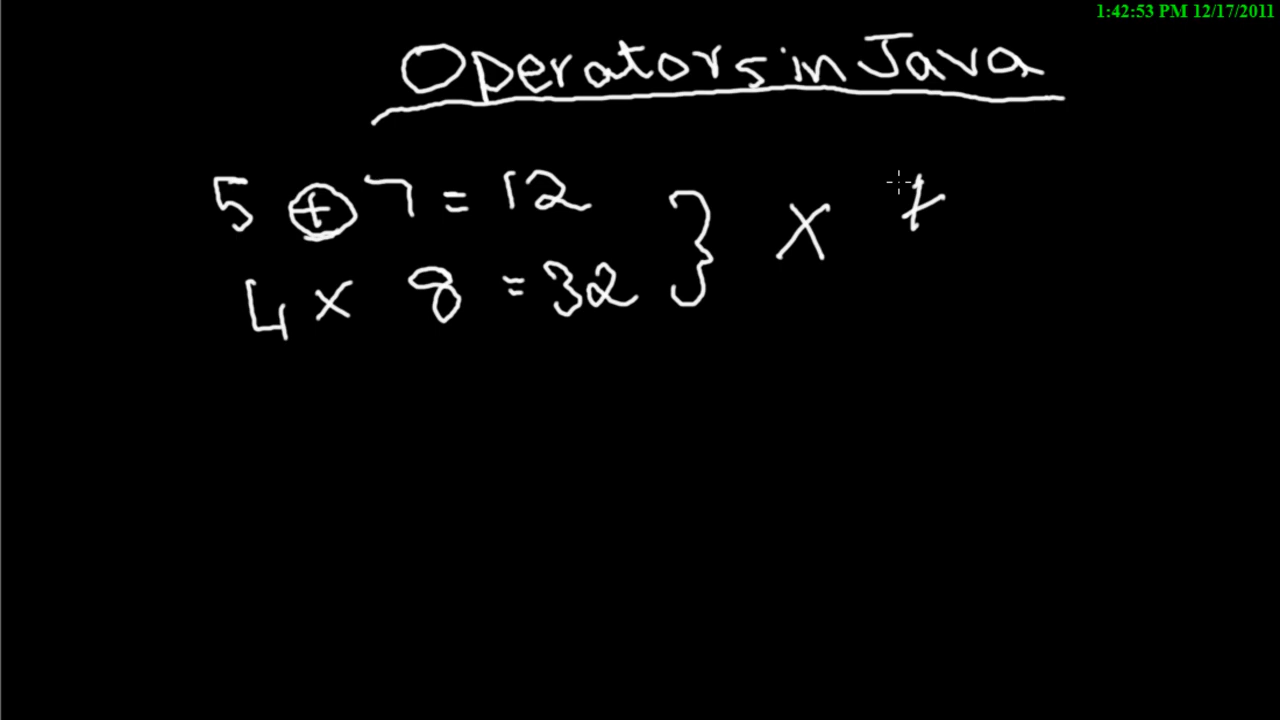 1:42:53 PM 12/17/2011
Operators in Java
5 + 7 = 12
4 x 8 = 32 } x